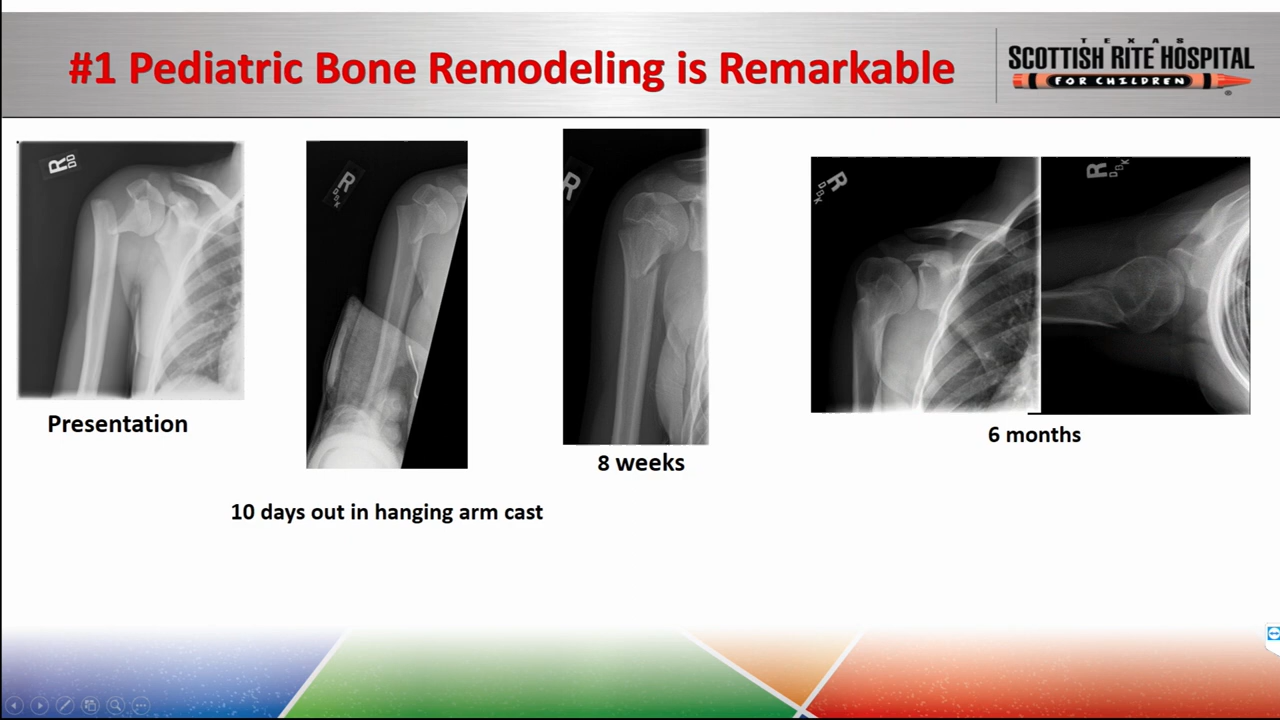 #1 Pediatric Bone Remodeling is Remarkable
TEXAS
SCOTTISH RITE HOSPITAL
FOR CHILDREN
®
R
DD
R
R
R
R
Presentation
8 weeks
6 months
10 days out in hanging arm cast